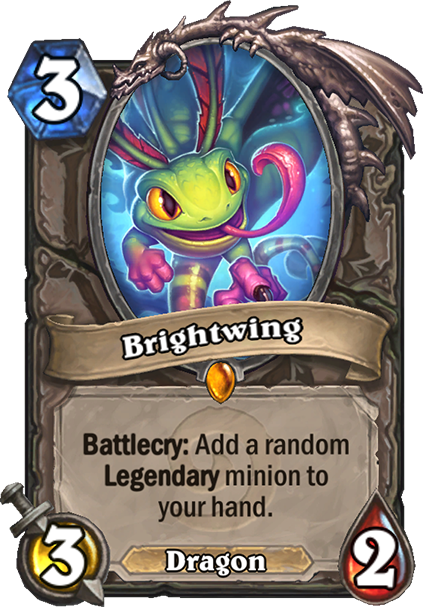 3
Brightwing
Battlecry: Add a random
Legendary minion to
your hand.
3
Dragon
2